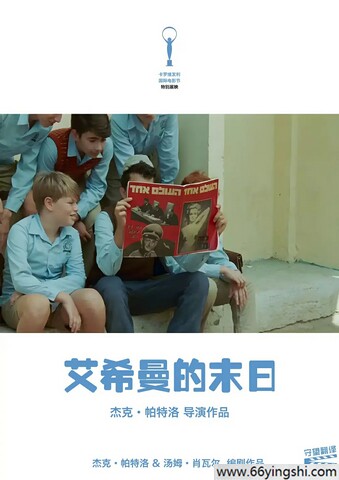 卡罗维发利
国际电影节
特别展映
העולם אחד
העולם אחד
艾希曼的末日
杰克·帕特洛 导演作品
守望翻译
杰克·帕特洛 & 汤姆·肖瓦尔 编剧作品
www.66yingshi.com